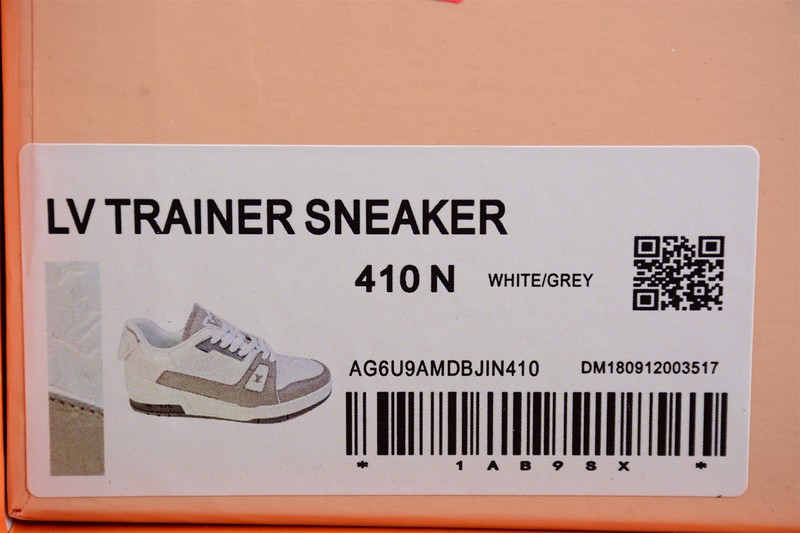 LV TRAINER SNEAKER
410 N WHITE/GREY
AG6U9AMDBJIN410 DM180912003517
* 1AB9SX *